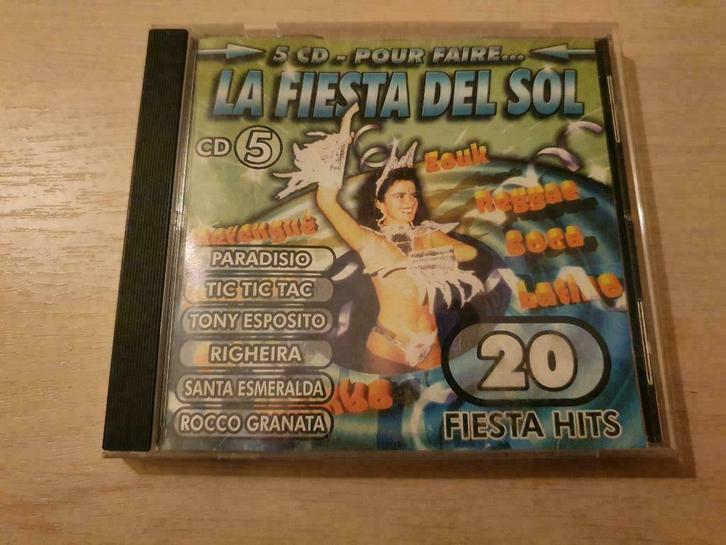 5 CD - POUR FAIRE...
LA FIESTA DEL SOL
CD 5
Zouk
Reggae
Merengue
Soca
PARADISIO
Latino
TIC TIC TAC
TONY ESPOSITO
RIGHEIRA
20
SANTA ESMERALDA
ROCCO GRANATA
FIESTA HITS